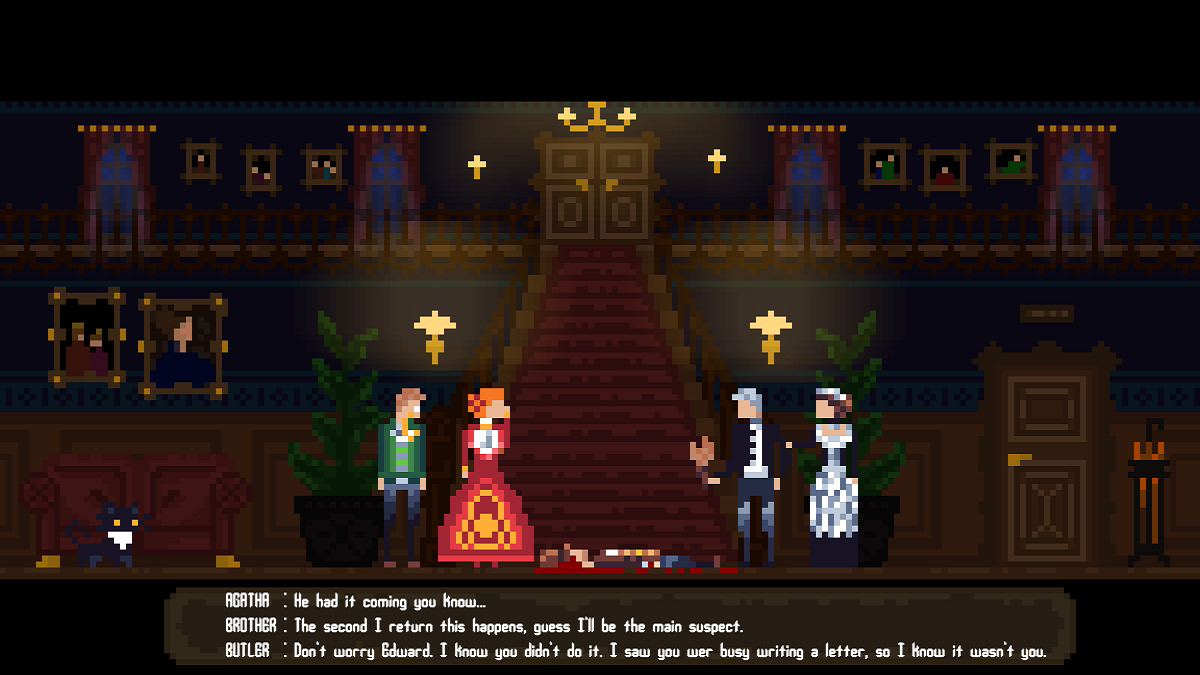 AGATHA : He had it coming you know...
BROTHER : The second I return this happens, guess I'll be the main suspect.
BUTLER : Don't worry Edward. I know you didn't do it. I saw you wer busy writing a letter, so I know it wasn't you.